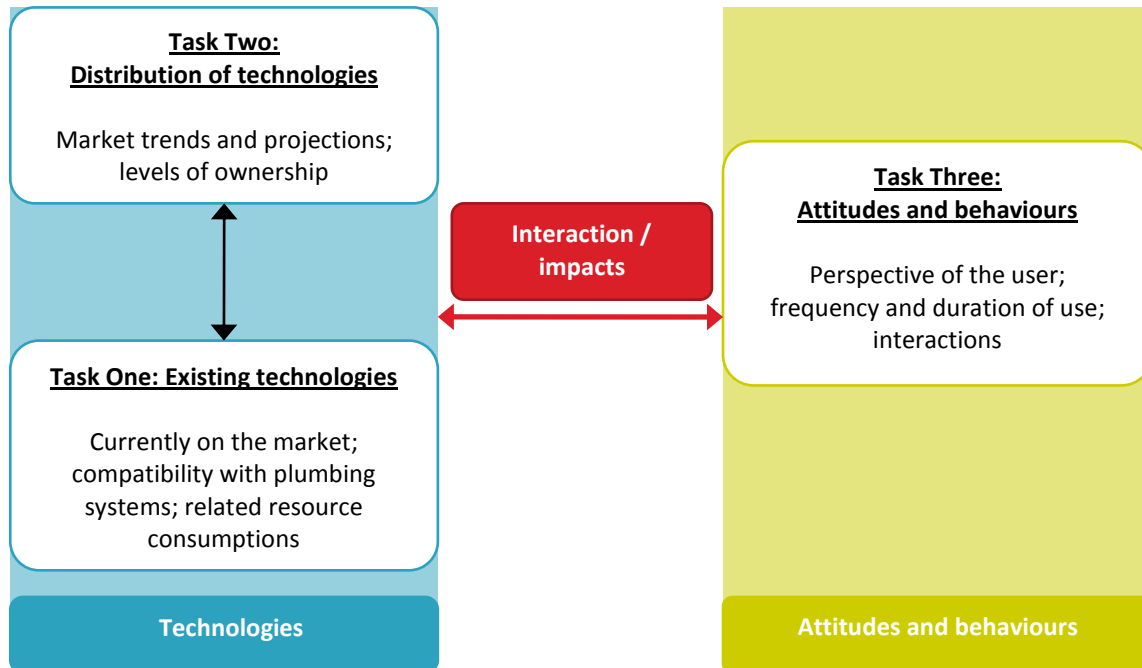 Task Two:
Distribution of technologies
Market trends and projections;
levels of ownership
Task One: Existing technologies
Currently on the market;
compatibility with plumbing
systems; related resource
consumptions
Technologies
Interaction /
impacts
Task Three:
Attitudes and behaviours
Perspective of the user;
frequency and duration of use;
interactions
Attitudes and behaviours